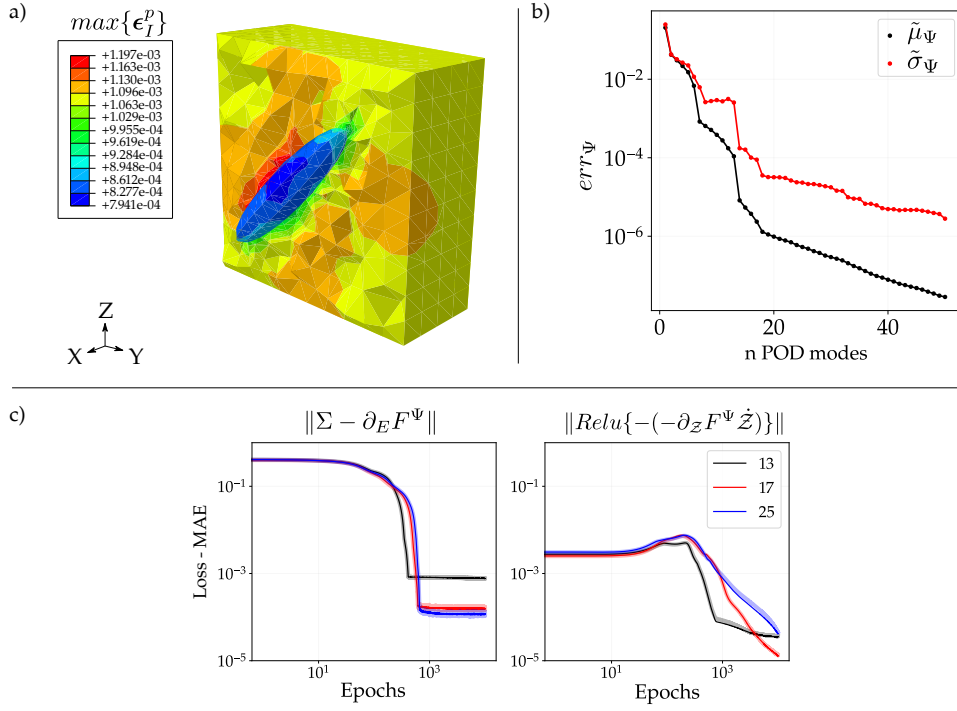 a)
max{ϵ_I^p}
+1.197e-03
+1.163e-03
+1.130e-03
+1.096e-03
+1.063e-03
+1.029e-03
+9.955e-04
+9.619e-04
+9.284e-04
+8.948e-04
+8.612e-04
+8.277e-04
+7.941e-04
Z
X
Y
b)
μ̃_Ψ
σ̃_Ψ
err_Ψ
10^−2
10^−4
10^−6
0
20
40
n POD modes
c)
‖Σ − ∂_E F^Ψ‖
Loss - MAE
10^−1
10^−3
10^−5
10^1
10^3
Epochs
‖Relu{−(−∂_𝒵 F^Ψ 𝒵̇)}‖
13
17
25
10^−1
10^−3
10^−5
10^1
10^3
Epochs